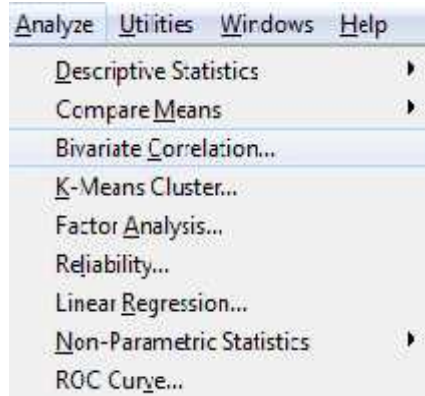 Analyze Utilities Windows Help
Descriptive Statistics
Compare Means
Bivariate Correlation...
K-Means Cluster...
Factor Analysis...
Reliability...
Linear Regression...
Non-Parametric Statistics
ROC Curve...